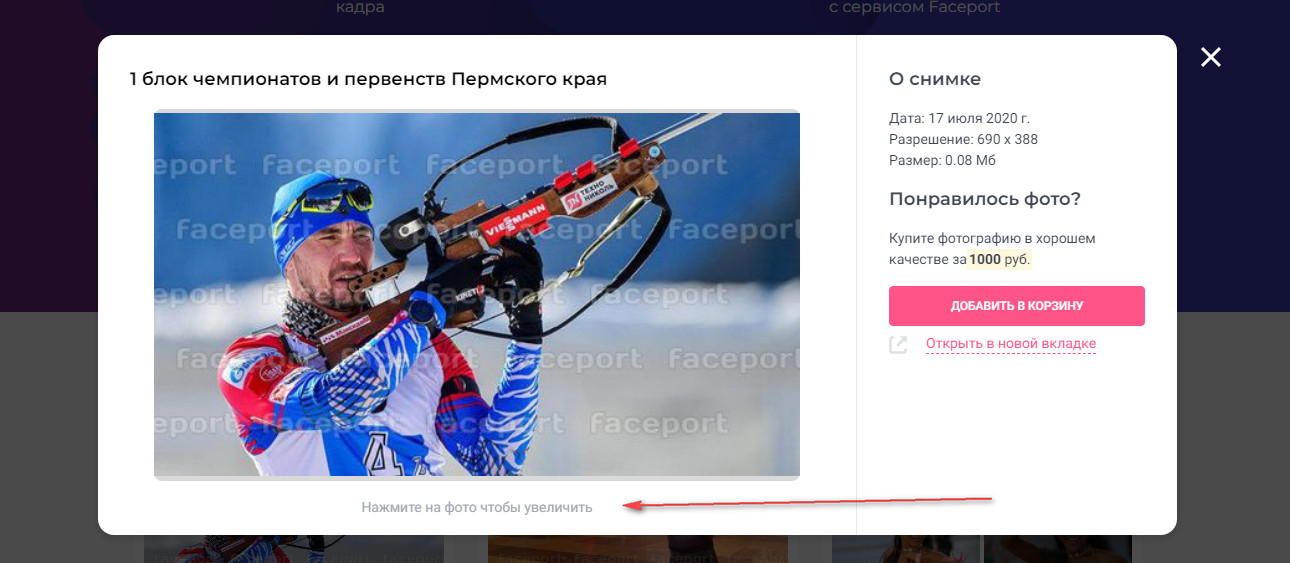 кадра
с сервисом Faceport
1 блок чемпионатов и первенств Пермского края
faceport faceport faceport faceport
faceport faceport faceport faceport
VIESSMANN
ТЕХНО НИКОЛЬ
faceport faceport faceport faceport
KINETIXX
faceport faceport faceport
faceport faceport faceport faceport
44
Нажмите на фото чтобы увеличить
О снимке
Дата: 17 июля 2020 г.
Разрешение: 690 x 388
Размер: 0.08 Мб
Понравилось фото?
Купите фотографию в хорошем
качестве за 1000 руб.
ДОБАВИТЬ В КОРЗИНУ
Открыть в новой вкладке